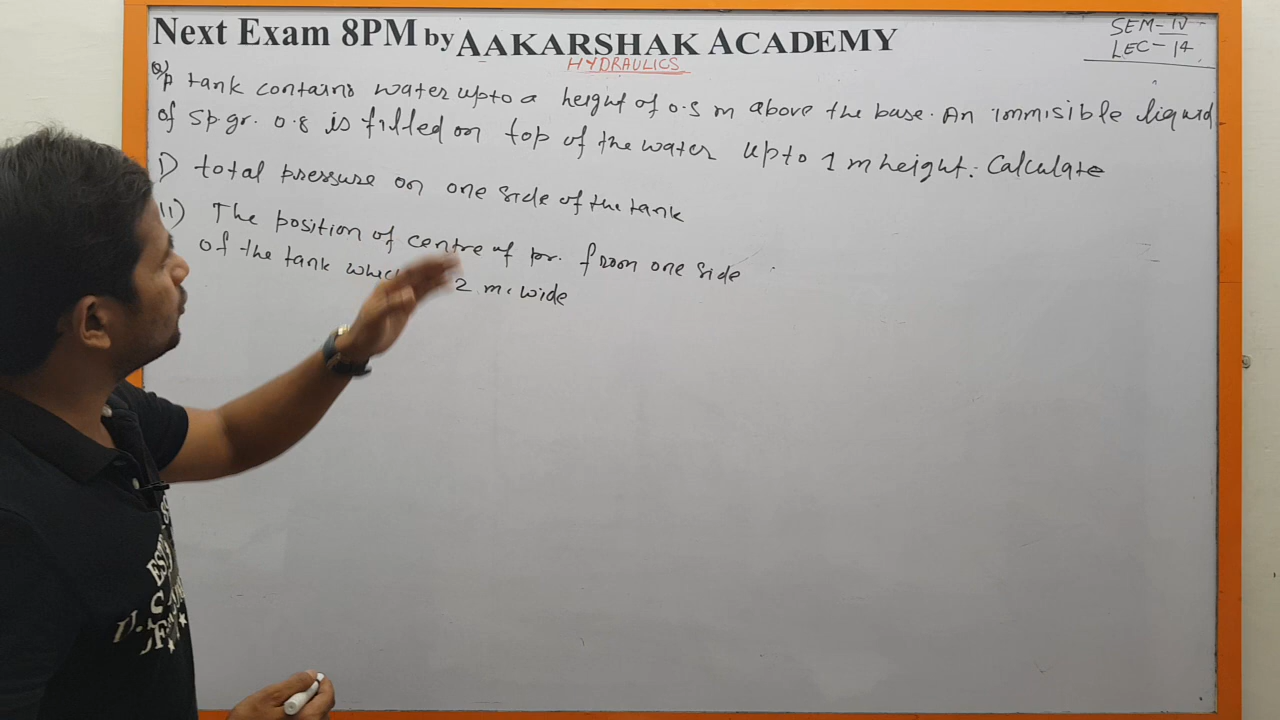 Next Exam 8PM by AAKARSHAK ACADEMY
SEM-IV
LEC-14
HYDRAULICS
Q) A tank contains water upto a height of 0.5 m above the base. An immisible liquid
of sp.gr. 0.8 is filled on top of the water upto 1 m height. Calculate
I) total pressure on one side of the tank
II) The position of centre of pr. from one side
of the tank 2 m. wide